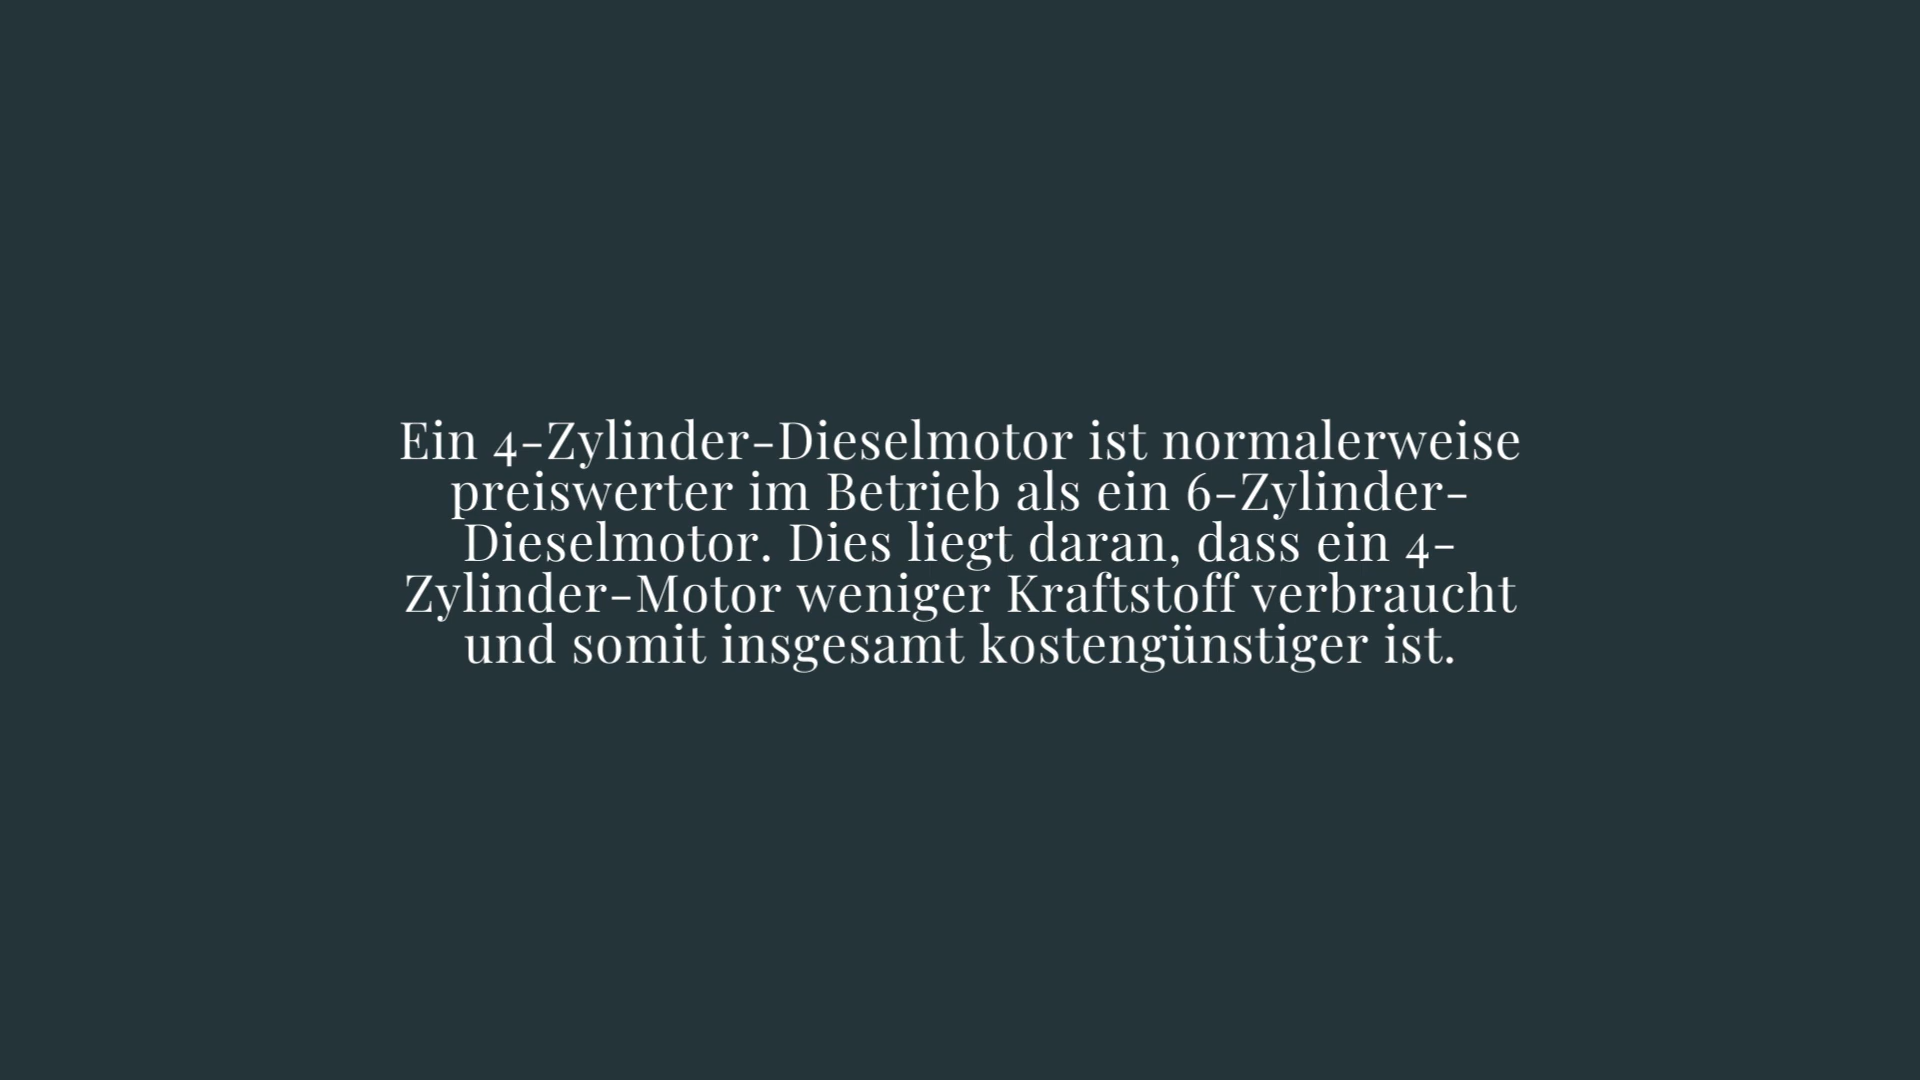 Ein 4-Zylinder-Dieselmotor ist normalerweise
preiswerter im Betrieb als ein 6-Zylinder-
Dieselmotor. Dies liegt daran, dass ein 4-
Zylinder-Motor weniger Kraftstoff verbraucht
und somit insgesamt kostengünstiger ist.